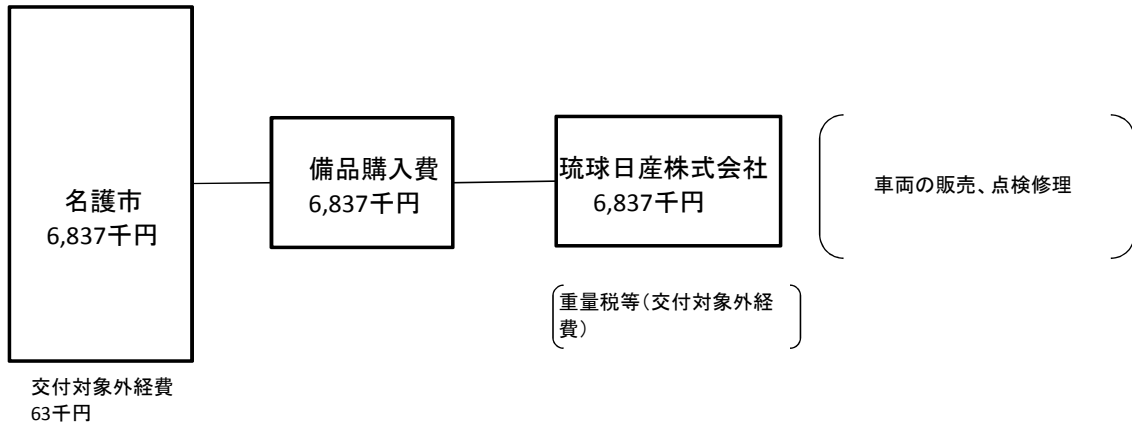 名護市
6,837千円
備品購入費
6,837千円
琉球日産株式会社
6,837千円
車両の販売、点検修理
重量税等(交付対象外経
費)
交付対象外経費
63千円